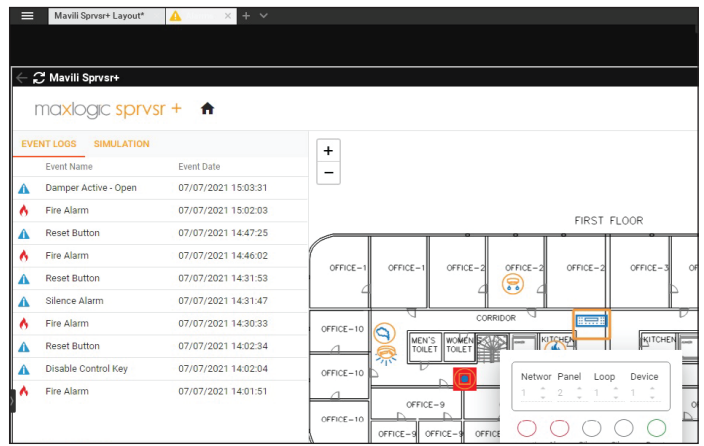 Mavili Sprvsr+ Layout*
Mavili Sprvsr+
maxlogic sprvsr +
EVENT LOGS SIMULATION
Event Name Event Date
Damper Active - Open 07/07/2021 15:03:31
Fire Alarm 07/07/2021 15:02:03
Reset Button 07/07/2021 14:47:25
Fire Alarm 07/07/2021 14:46:02
Reset Button 07/07/2021 14:31:53
Silence Alarm 07/07/2021 14:31:47
Fire Alarm 07/07/2021 14:30:33
Reset Button 07/07/2021 14:02:34
Disable Control Key 07/07/2021 14:02:04
Fire Alarm 07/07/2021 14:01:51
+
−
FIRST FLOOR
OFFICE-1 OFFICE-1 OFFICE-2 OFFICE-2 OFFICE-2 OFFICE-3 OF
CORRIDOR
OFFICE-10
MEN'S TOILET
WOMEN TOILET
KITCHEN
KITCHEN
OFFICE-10
OFFICE-9
OFFICE-10
OFFICE-9 OFFICE-9 OFFICE
Networ Panel Loop Device
1 2 1 1